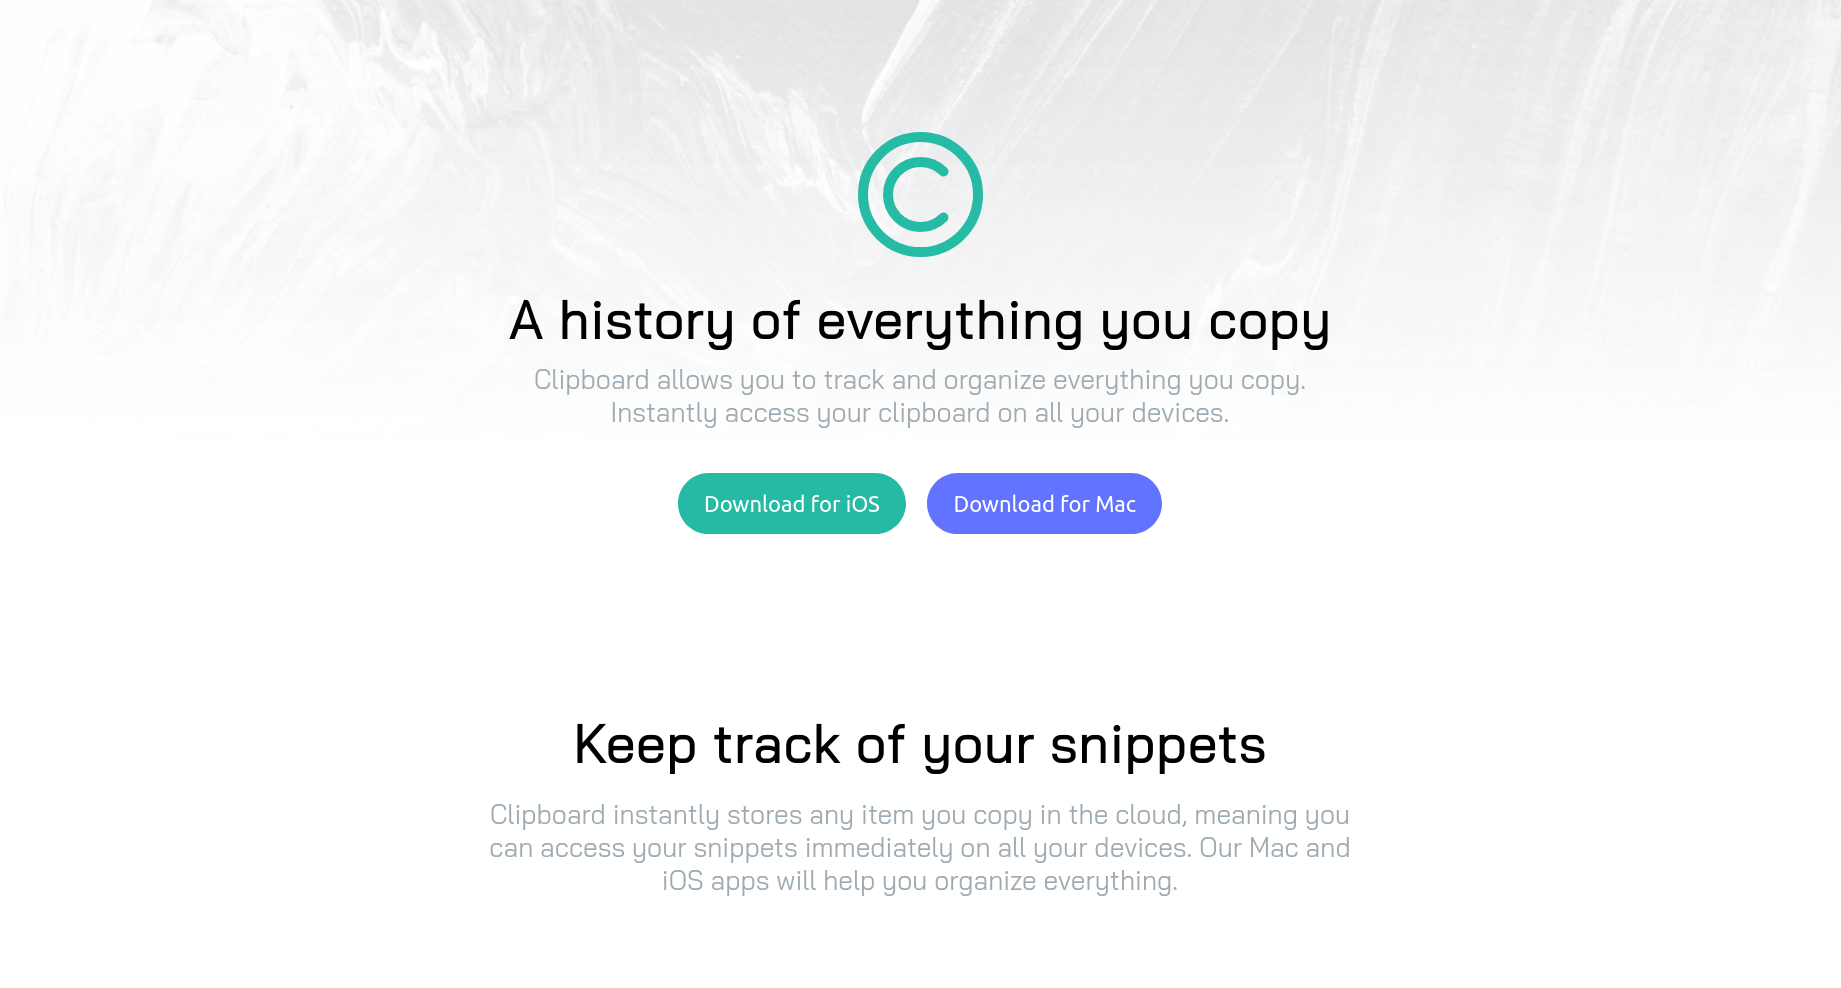 A history of everything you copy
Clipboard allows you to track and organize everything you copy.
Instantly access your clipboard on all your devices.
Download for iOS
Download for Mac
Keep track of your snippets
Clipboard instantly stores any item you copy in the cloud, meaning you
can access your snippets immediately on all your devices. Our Mac and
iOS apps will help you organize everything.